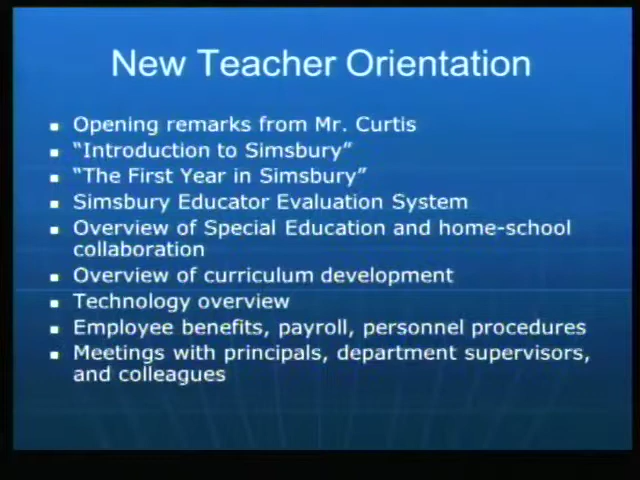 New Teacher Orientation
Opening remarks from Mr. Curtis
“Introduction to Simsbury”
“The First Year in Simsbury”
Simsbury Educator Evaluation System
Overview of Special Education and home-school
collaboration
Overview of curriculum development
Technology overview
Employee benefits, payroll, personnel procedures
Meetings with principals, department supervisors,
and colleagues